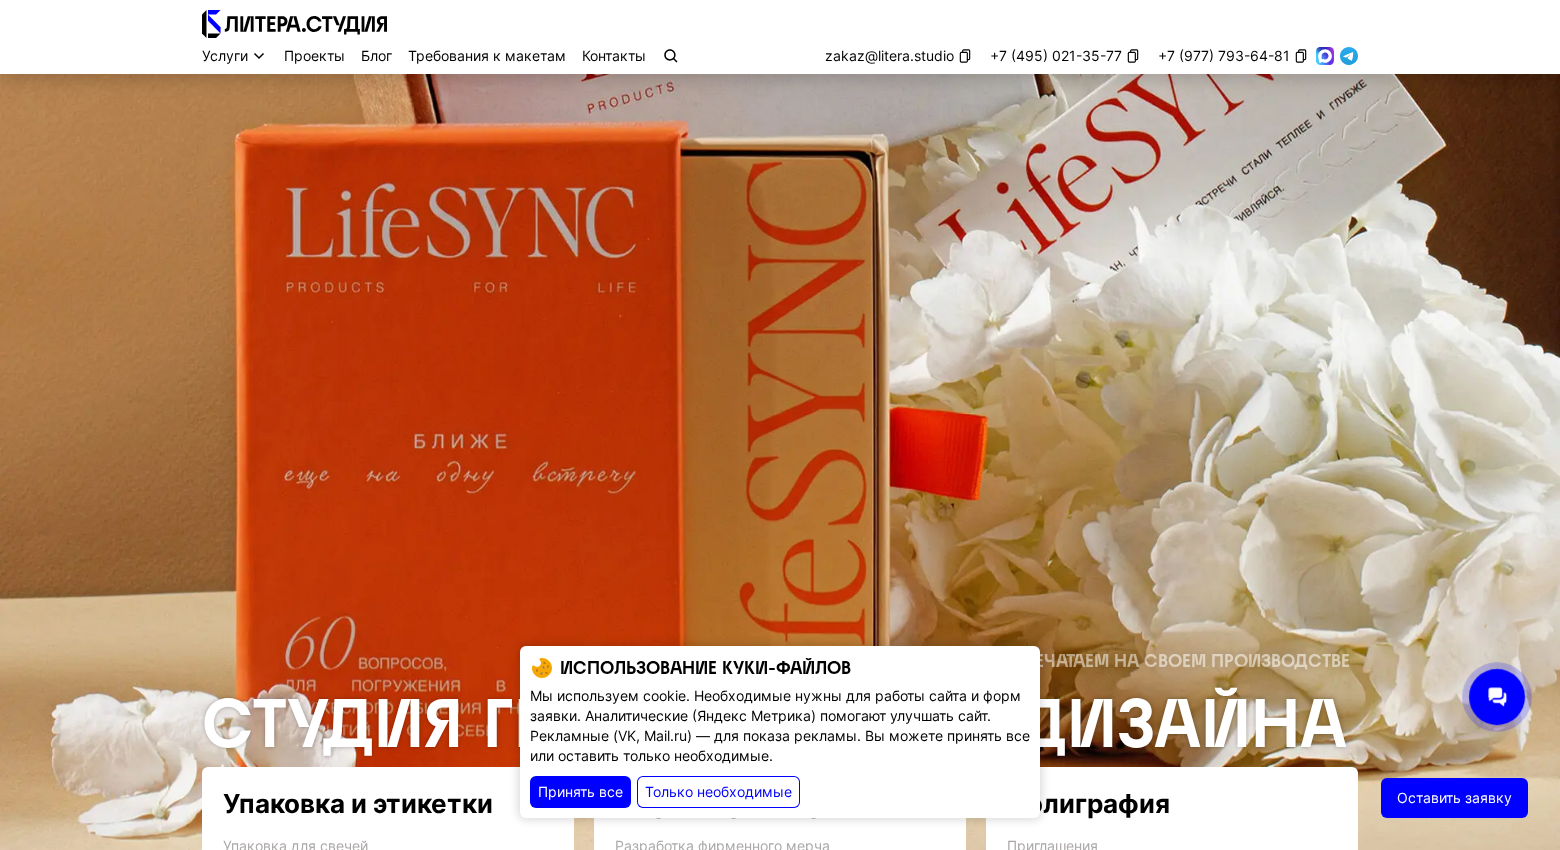 ЛИТЕРА.СТУДИЯ
Услуги Проекты Блог Требования к макетам Контакты zakaz@litera.studio +7 (495) 021-35-77 +7 (977) 793-64-81
PRODUCTS
LifeSYNC
PRODUCTS FOR LIFE
LifeSYNC
LifeSYNC
ВСТРЕЧИ СТАЛИ ТЕПЛЕЕ И ГЛУБЖЕ
БЛИЖЕ
еще на одну встречу
ifeSYNC
60 ВОПРОСОВ,
ДЛЯ ПОГРУЖЕНИЯ В
НА СВОЕМ ПРОИЗВОДСТВЕ
СТУДИЯ
ДИЗАЙНА
🍪 ИСПОЛЬЗОВАНИЕ КУКИ-ФАЙЛОВ
Мы используем cookie. Необходимые нужны для работы сайта и форм
заявки. Аналитические (Яндекс Метрика) помогают улучшать сайт.
Рекламные (VK, Mail.ru) — для показа рекламы. Вы можете принять все
или оставить только необходимые.
Принять все Только необходимые
Оставить заявку
Упаковка и этикетки
Упаковка для свечей
Разработка фирменного мерча
Приглашения